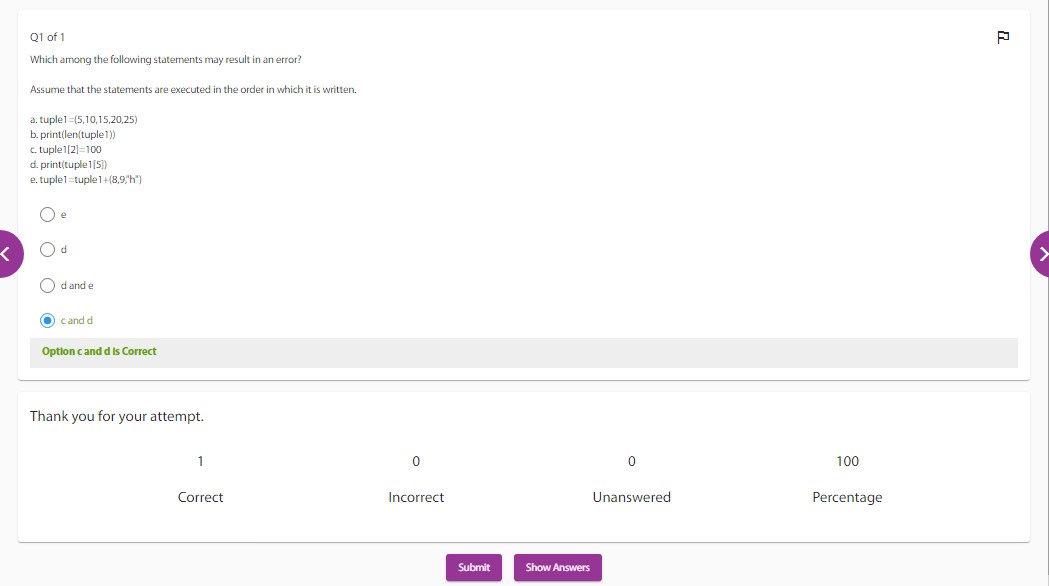 Q1 of 1
Which among the following statements may result in an error?
Assume that the statements are executed in the order in which it is written.
a. tuple1=(5,10,15,20,25)
b. print(len(tuple1))
c. tuple1[2]=100
d. print(tuple1[5])
e. tuple1=tuple1+(8,9,"h")
e
d
d and e
c and d
Option c and d is Correct
Thank you for your attempt.
1 0 0 100
Correct Incorrect Unanswered Percentage
Submit Show Answers